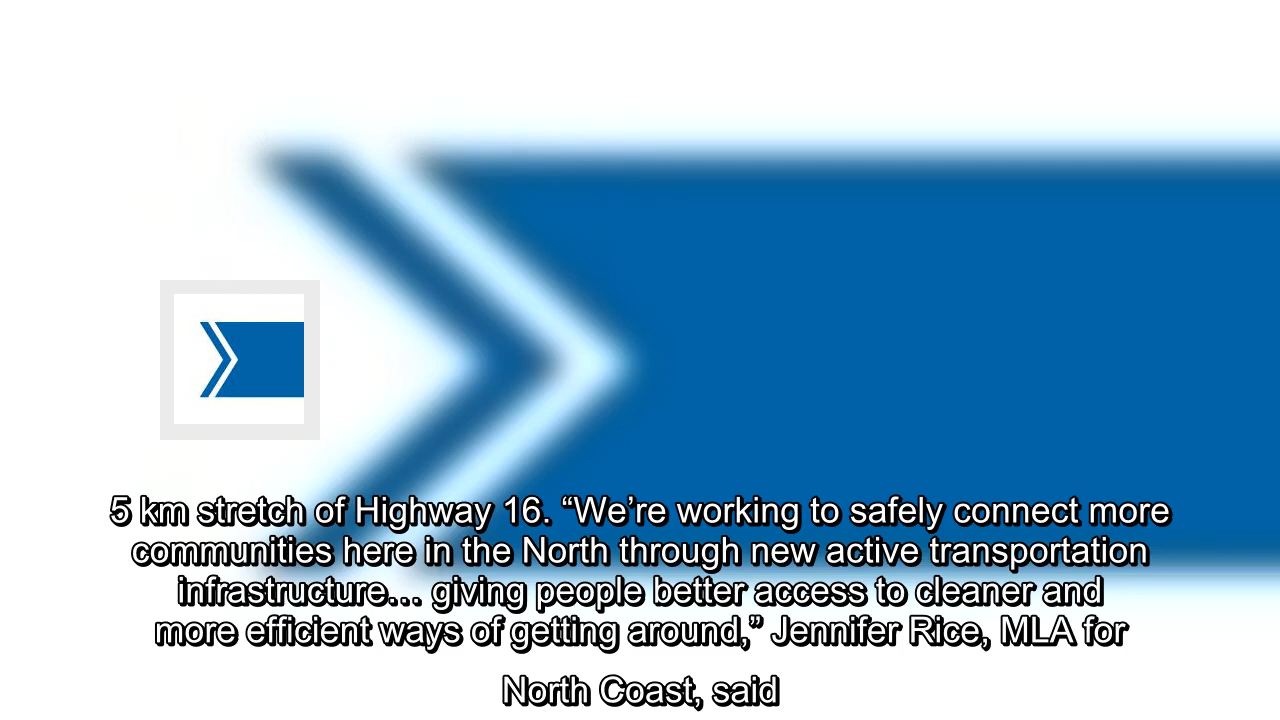 5 km stretch of Highway 16. “We’re working to safely connect more
communities here in the North through new active transportation
infrastructure… giving people better access to cleaner and
more efficient ways of getting around,” Jennifer Rice, MLA for
North Coast, said